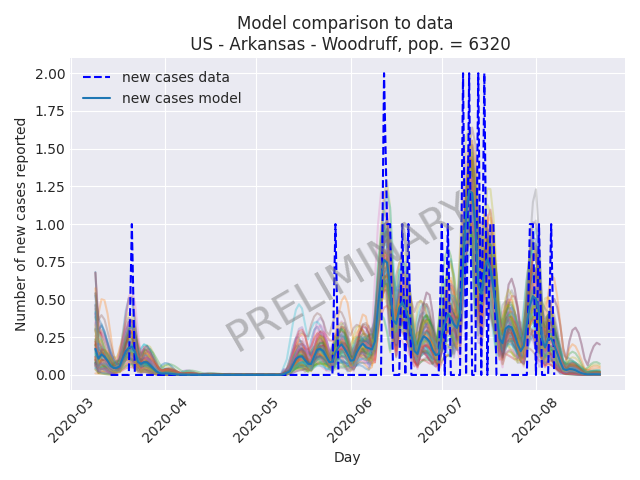 Model comparison to data
US - Arkansas - Woodruff, pop. = 6320
new cases data
new cases model
PRELIMINARY
Number of new cases reported
2.00
1.75
1.50
1.25
1.00
0.75
0.50
0.25
0.00
2020-03
2020-04
2020-05
2020-06
2020-07
2020-08
Day